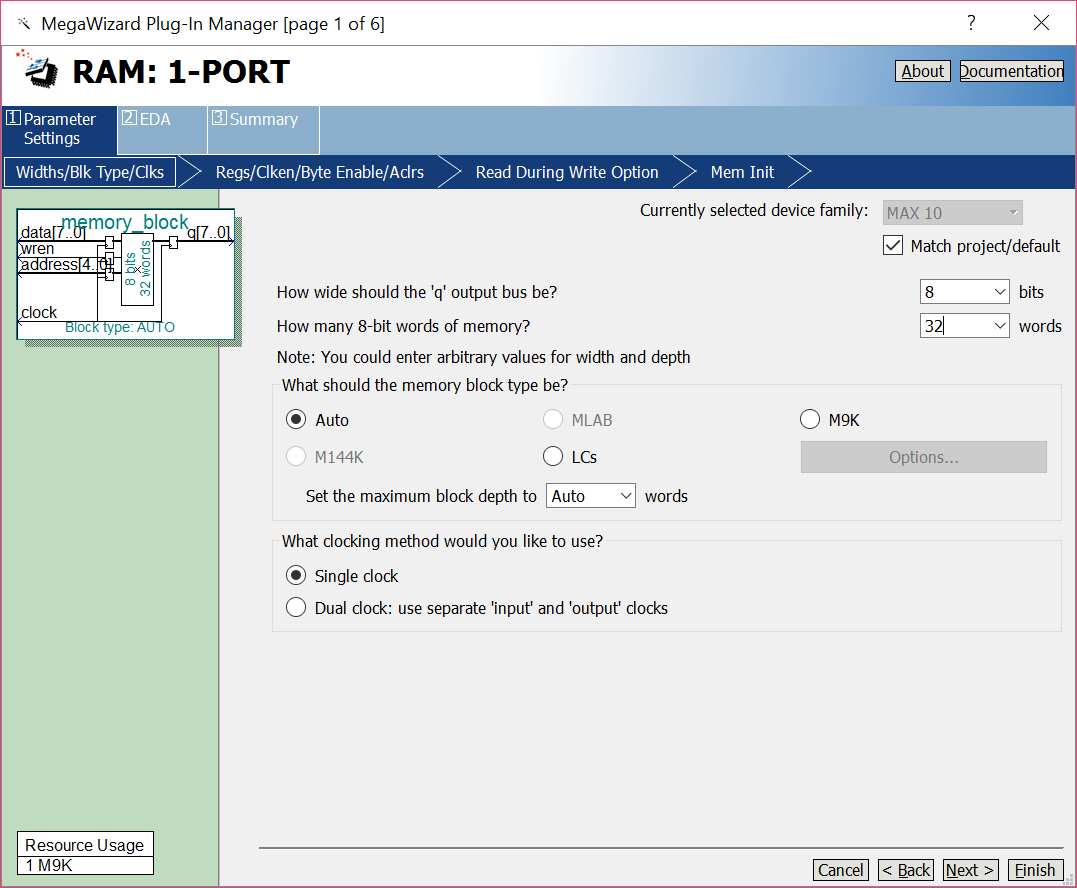 MegaWizard Plug-In Manager [page 1 of 6]
?
RAM: 1-PORT
About
Documentation
1 Parameter Settings
2 EDA
3 Summary
Widths/Blk Type/Clks
Regs/Clken/Byte Enable/Aclrs
Read During Write Option
Mem Init
memory_block
data[7..0]
q[7..0]
wren
address[4..0]
8 bits
32 words
clock
Block type: AUTO
Currently selected device family:
MAX 10
Match project/default
How wide should the 'q' output bus be?
8
bits
How many 8-bit words of memory?
32
words
Note: You could enter arbitrary values for width and depth
What should the memory block type be?
Auto
MLAB
M9K
M144K
LCs
Options...
Set the maximum block depth to
Auto
words
What clocking method would you like to use?
Single clock
Dual clock: use separate 'input' and 'output' clocks
Resource Usage
1 M9K
Cancel
< Back
Next >
Finish